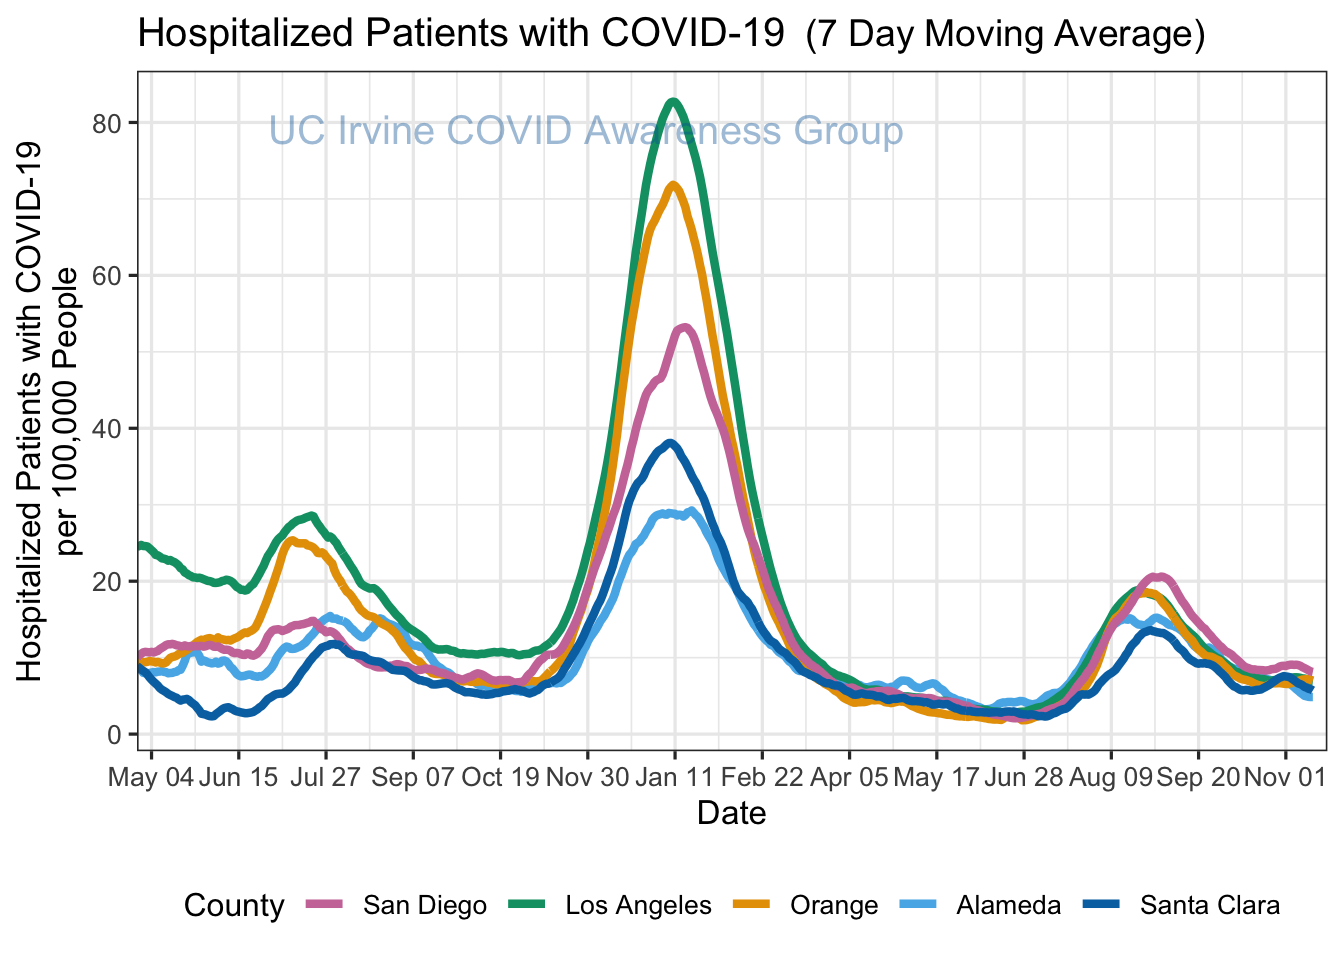 Hospitalized Patients with COVID-19 (7 Day Moving Average)
UC Irvine COVID Awareness Group
Hospitalized Patients with COVID-19
per 100,000 People
80
60
40
20
0
May 04 Jun 15 Jul 27 Sep 07 Oct 19 Nov 30 Jan 11 Feb 22 Apr 05 May 17 Jun 28 Aug 09 Sep 20 Nov 01
Date
County San Diego Los Angeles Orange Alameda Santa Clara